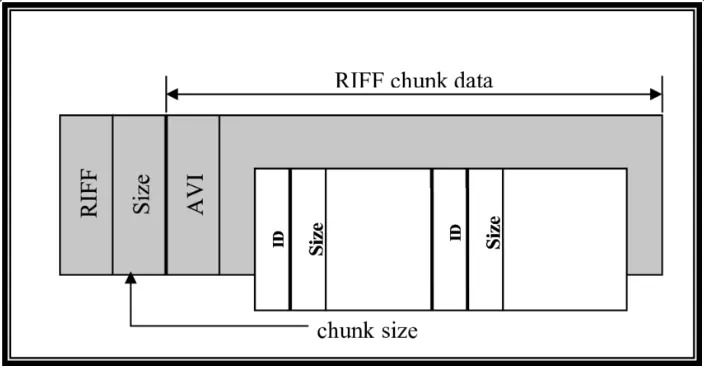 RIFF chunk data
RIFF
Size
AVI
ID
Size
ID
Size
chunk size